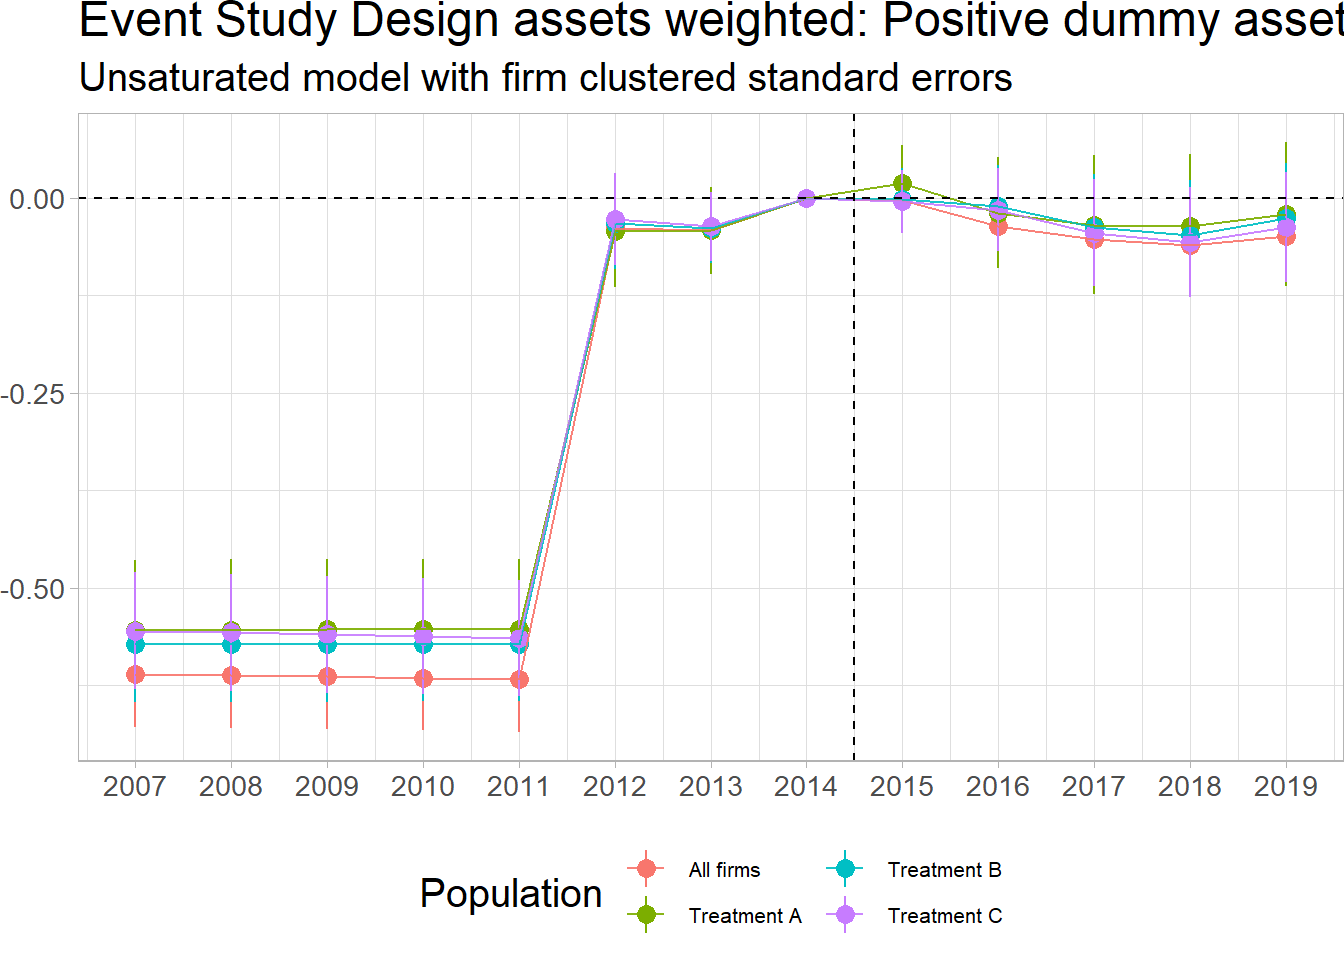 Event Study Design assets weighted: Positive dummy asset
Unsaturated model with firm clustered standard errors
0.00
-0.25
-0.50
2007 2008 2009 2010 2011 2012 2013 2014 2015 2016 2017 2018 2019
Population
All firms
Treatment A
Treatment B
Treatment C